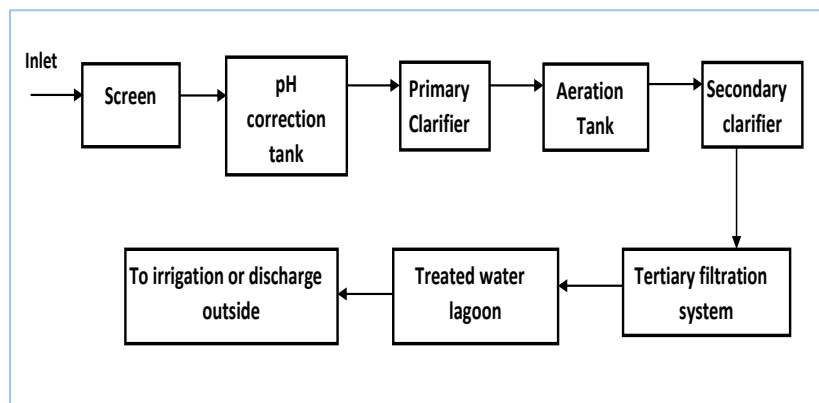 Inlet
Screen
pH
correction
tank
Primary
Clarifier
Aeration
Tank
Secondary
clarifier
To irrigation or discharge
outside
Treated water
lagoon
Tertiary filtration
system